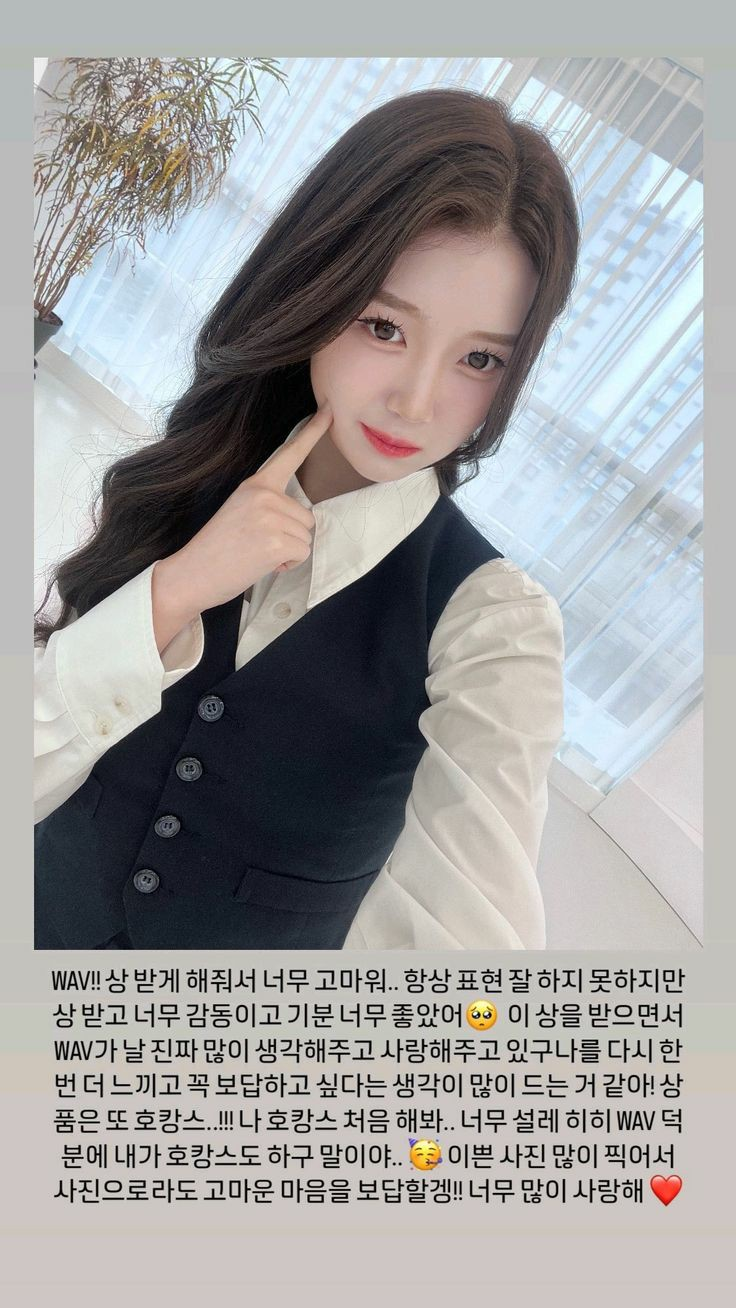 WAV!! 상 받게 해줘서 너무 고마워.. 항상 표현 잘 하지 못하지만
상 받고 너무 감동이고 기분 너무 좋았어🥺 이 상을 받으면서
WAV가 날 진짜 많이 생각해주고 사랑해주고 있구나를 다시 한
번 더 느끼고 꼭 보답하고 싶다는 생각이 많이 드는 거 같아! 상
품은 또 호캉스..!!! 나 호캉스 처음 해봐.. 너무 설레 히히 WAV 덕
분에 내가 호캉스도 하구 말이야..🥳 이쁜 사진 많이 찍어서
사진으로라도 고마운 마음을 보답할겡!! 너무 많이 사랑해 ❤️